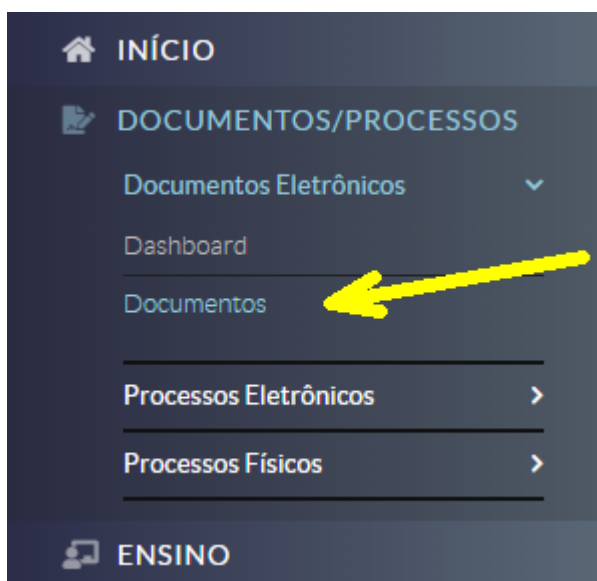 INÍCIO
DOCUMENTOS/PROCESSOS
Documentos Eletrônicos
Dashboard
Documentos
Processos Eletrônicos
Processos Físicos
ENSINO